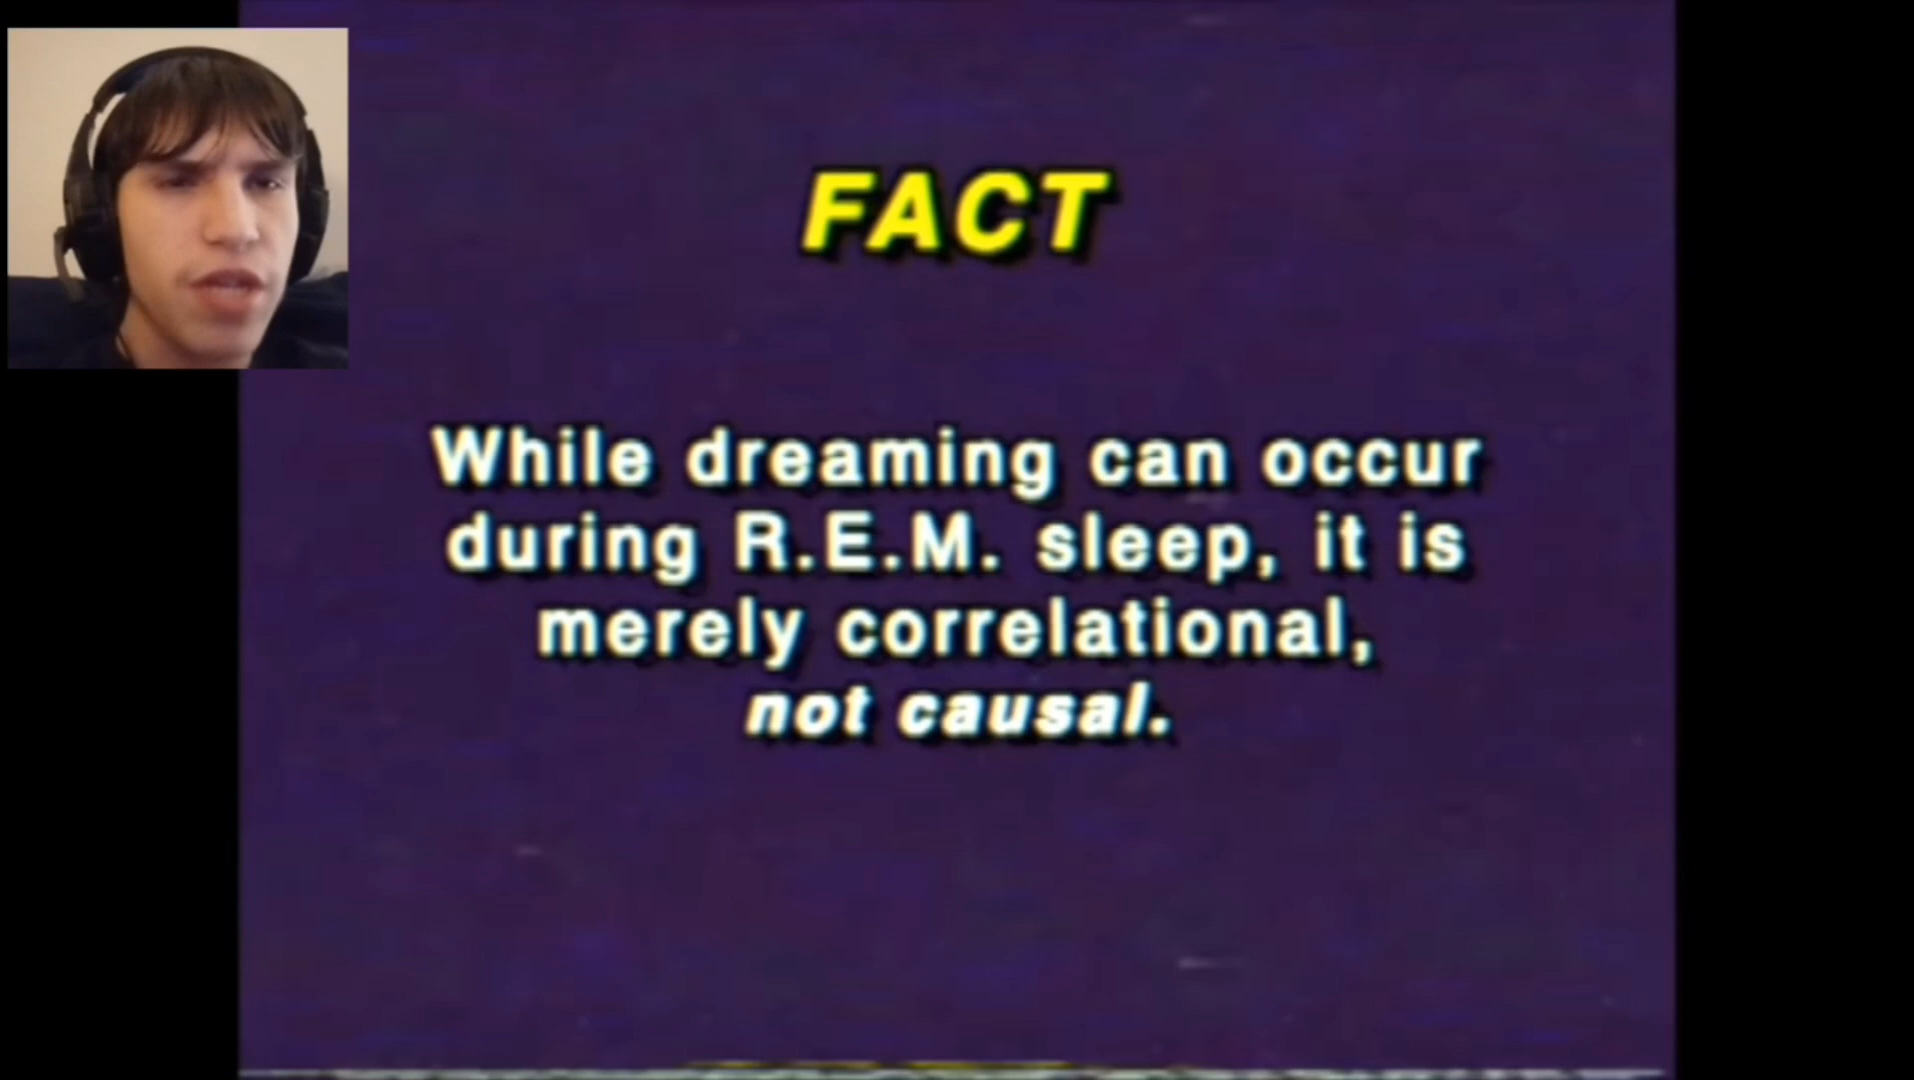 FACT
While dreaming can occur
during R.E.M. sleep, it is
merely correlational,
not causal.